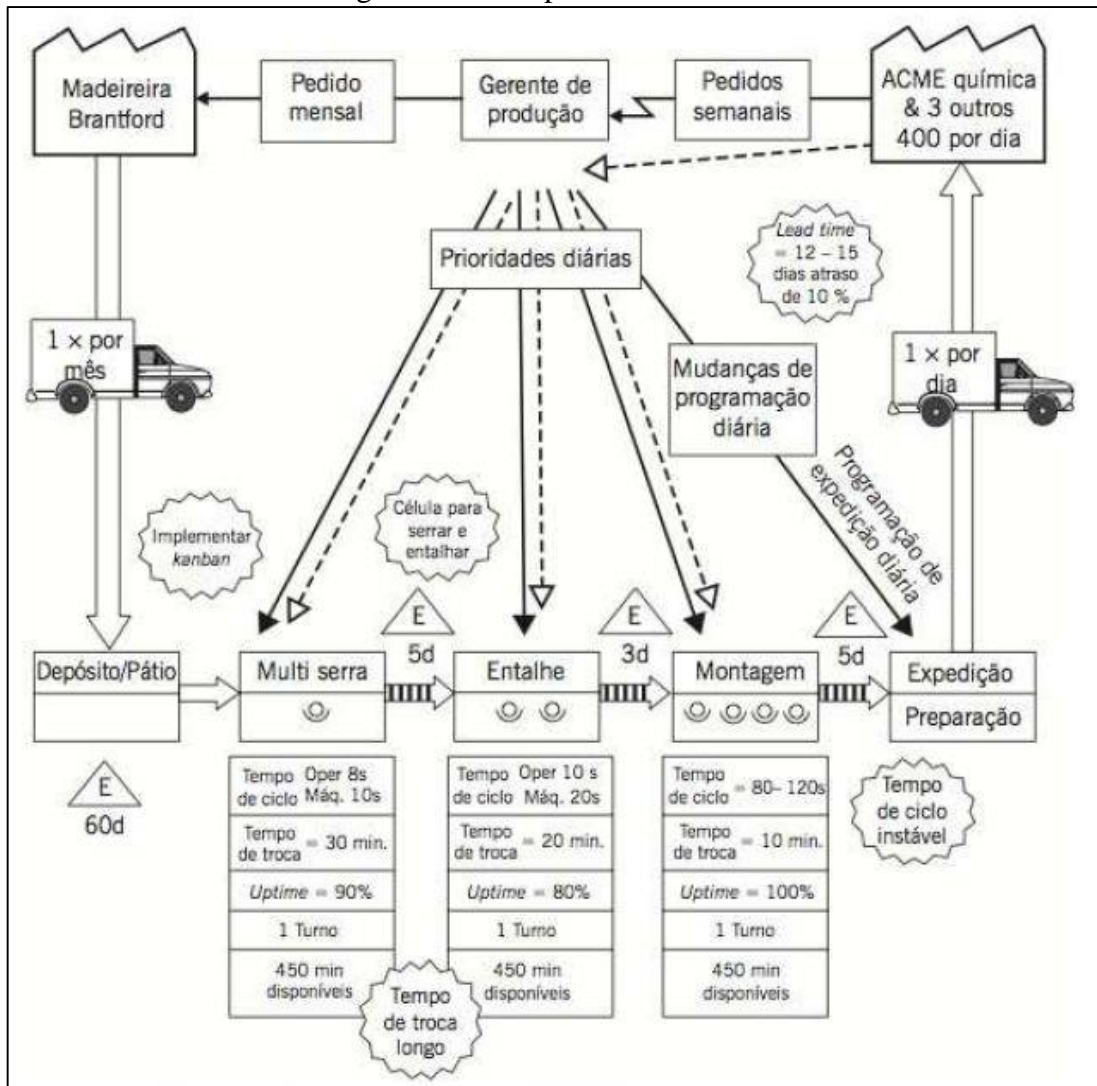 Madeireira
Brantford
Pedido
mensal
Gerente de
produção
Pedidos
semanais
ACME química
& 3 outros
400 por dia
Prioridades diárias
Lead time
= 12 – 15
dias atraso
de 10 %
1 × por
mês
Mudanças de
programação
diária
1 × por
dia
Programação de
expedição diária
Implementar
kanban
Célula para
serrar e
entalhar
E
5d
E
3d
E
5d
Depósito/Pátio
Multi serra
Entalhe
Montagem
Expedição
Preparação
E
60d
Tempo de ciclo Oper 8s
Máq. 10s
Tempo de troca = 30 min.
Uptime = 90%
1 Turno
450 min
disponíveis
Tempo de ciclo Oper 10 s
Máq. 20s
Tempo de troca = 20 min.
Uptime = 80%
1 Turno
450 min
disponíveis
Tempo de ciclo = 80– 120s
Tempo de troca = 10 min.
Uptime = 100%
1 Turno
450 min
disponíveis
Tempo
de ciclo
instável
Tempo
de troca
longo